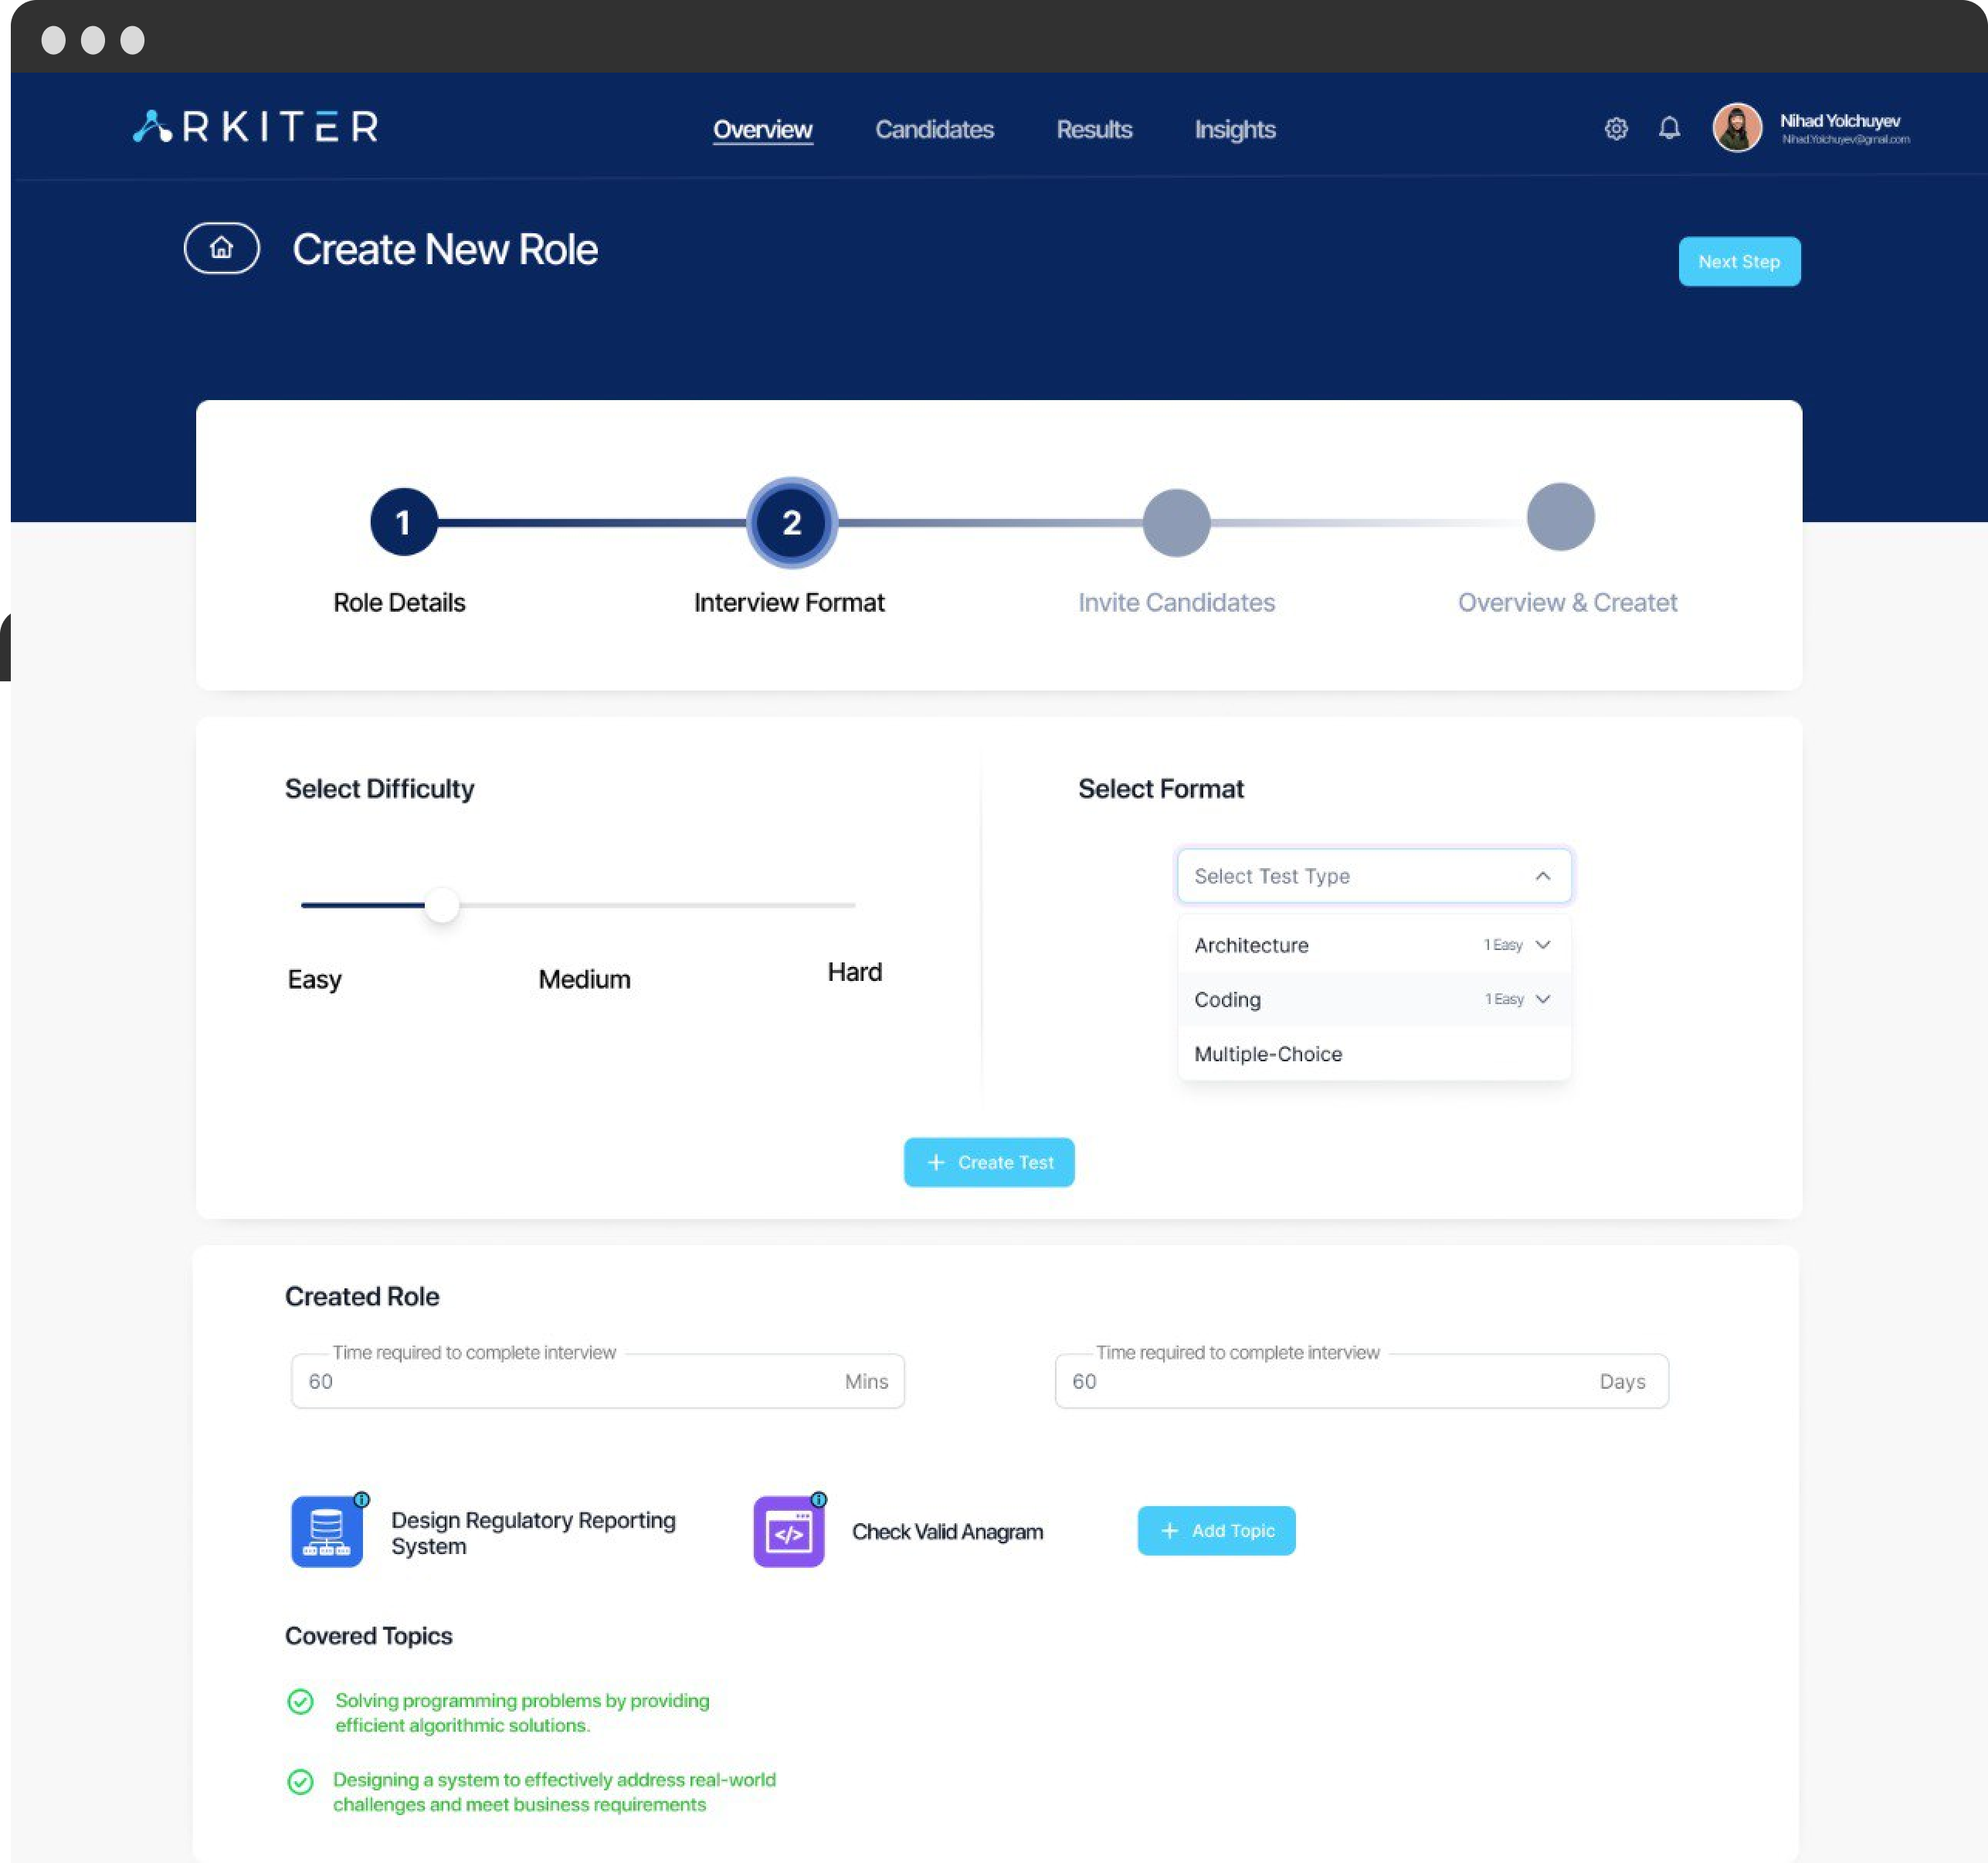 ARKITER
Overview Candidates Results Insights
Nihad Yolchuyev
Nihad.Yolchuyev@gmail.com
Create New Role
Next Step
1 2
Role Details Interview Format Invite Candidates Overview & Createt
Select Difficulty
Easy Medium Hard
Select Format
Select Test Type
Architecture 1 Easy
Coding 1 Easy
Multiple-Choice
+ Create Test
Created Role
Time required to complete interview
60 Mins
Time required to complete interview
60 Days
Design Regulatory Reporting
System
</>
Check Valid Anagram
+ Add Topic
Covered Topics
Solving programming problems by providing
efficient algorithmic solutions.
Designing a system to effectively address real-world
challenges and meet business requirements